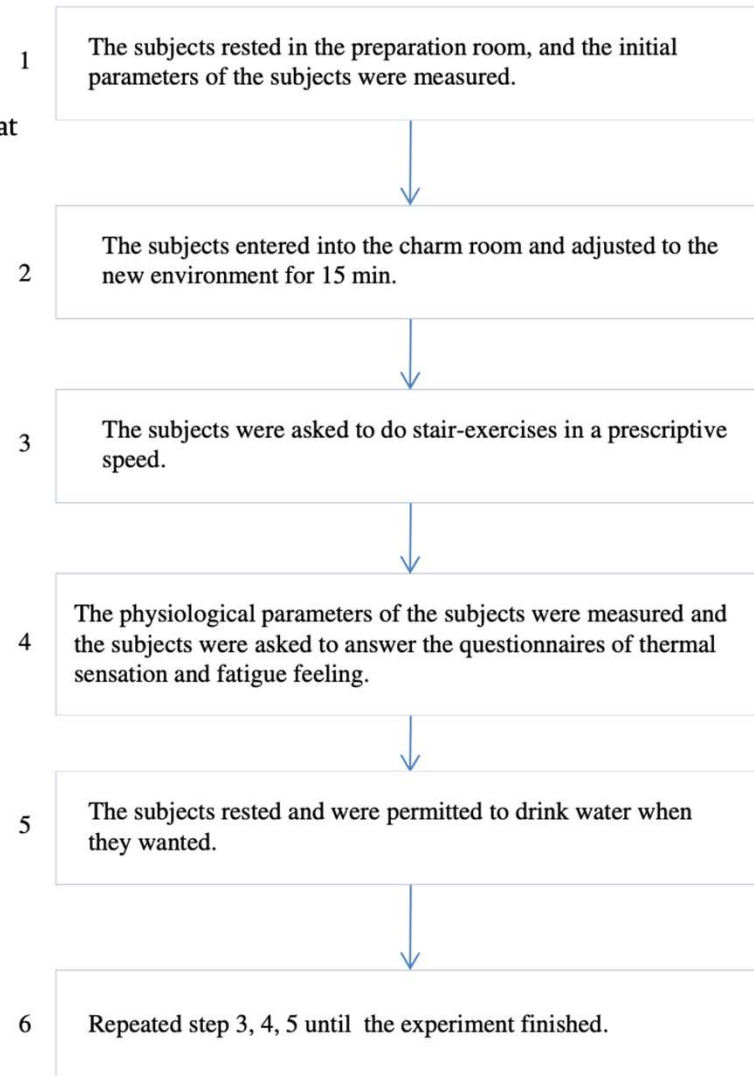 1
The subjects rested in the preparation room, and the initial
parameters of the subjects were measured.
at
2
The subjects entered into the charm room and adjusted to the
new environment for 15 min.
3
The subjects were asked to do stair-exercises in a prescriptive
speed.
4
The physiological parameters of the subjects were measured and
the subjects were asked to answer the questionnaires of thermal
sensation and fatigue feeling.
5
The subjects rested and were permitted to drink water when
they wanted.
6
Repeated step 3, 4, 5 until the experiment finished.